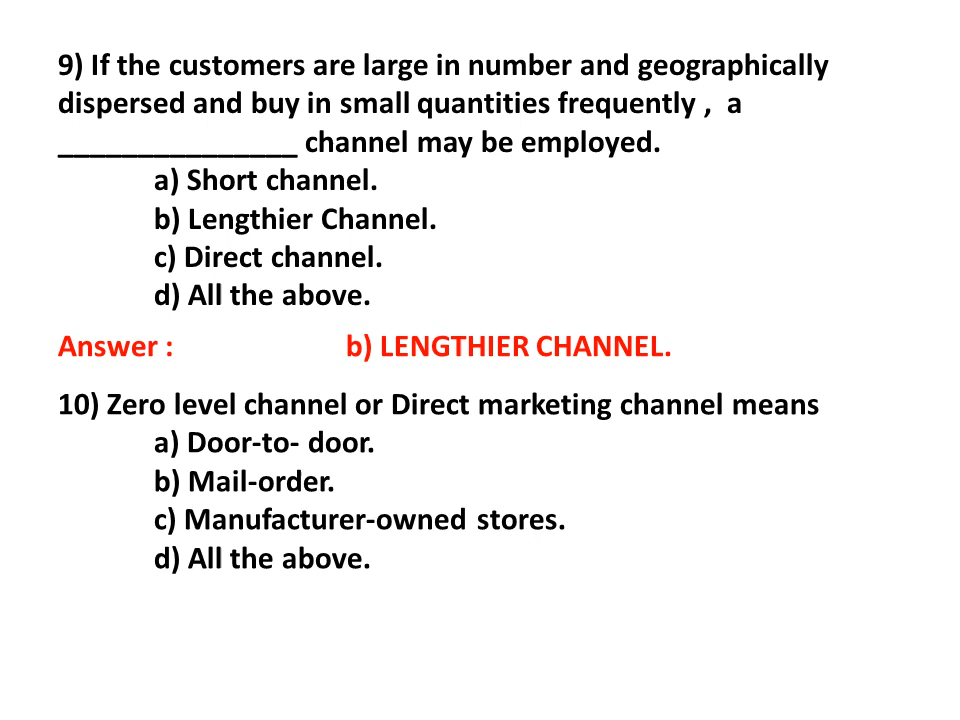 9) If the customers are large in number and geographically
dispersed and buy in small quantities frequently , a
_______________ channel may be employed.
a) Short channel.
b) Lengthier Channel.
c) Direct channel.
d) All the above.
Answer : b) LENGTHIER CHANNEL.
10) Zero level channel or Direct marketing channel means
a) Door-to- door.
b) Mail-order.
c) Manufacturer-owned stores.
d) All the above.